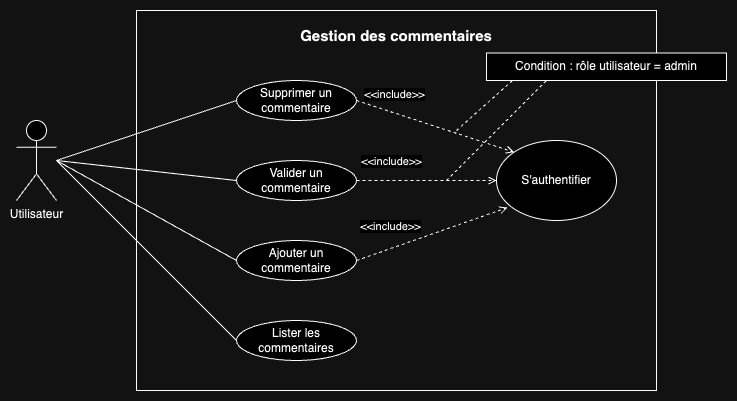 Gestion des commentaires
Condition : rôle utilisateur = admin
Supprimer un
commentaire
<<include>>
Valider un
commentaire
<<include>>
S'authentifier
Utilisateur
Ajouter un
commentaire
<<include>>
Lister les
commentaires